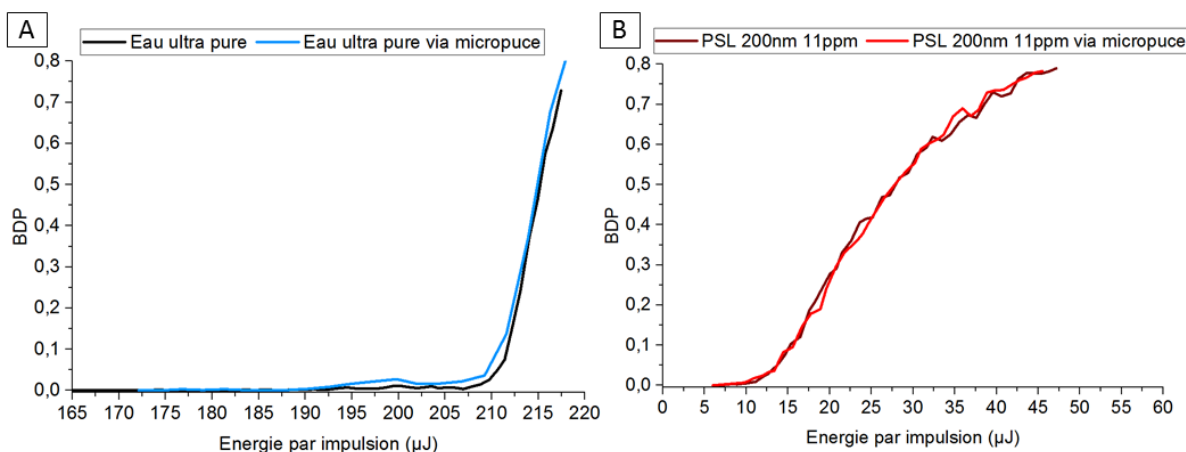 A
Eau ultra pure
Eau ultra pure via micropuce
0,8
0,7
0,6
0,5
0,4
0,3
0,2
0,1
0,0
BDP
165 170 175 180 185 190 195 200 205 210 215 220
Energie par impulsion (µJ)
B
PSL 200nm 11ppm
PSL 200nm 11ppm via micropuce
0,8
0,7
0,6
0,5
0,4
0,3
0,2
0,1
0,0
BDP
0 5 10 15 20 25 30 35 40 45 50 55 60
Energie par impulsion (µJ)